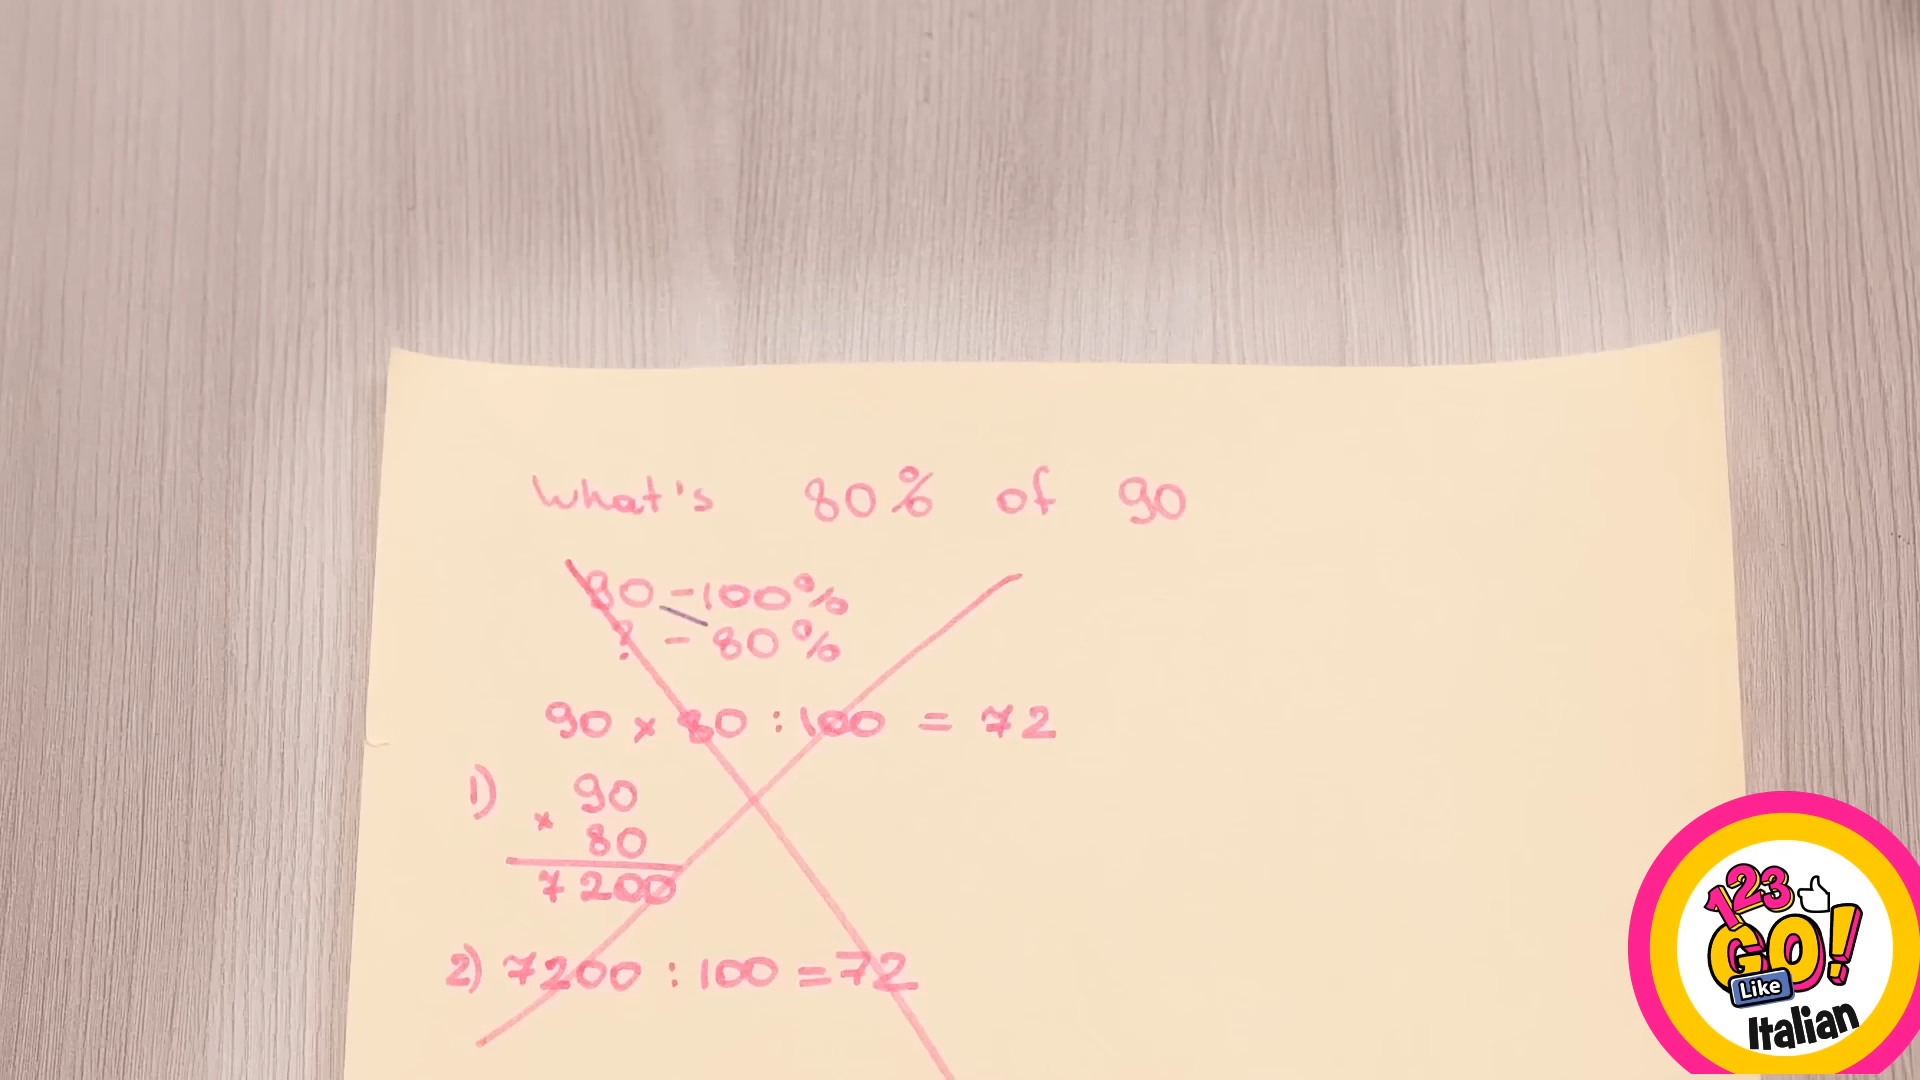 What's 80% of 90
90 - 100%
? - 80%
90 x 80 : 100 = 72
1) 90
x 80
7200
2) 7200 : 100 = 72
123
GO!
Like
Italian